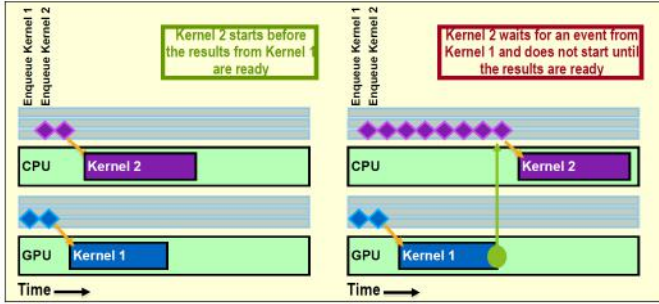 Enqueue Kernel 1
Enqueue Kernel 2
Kernel 2 starts before
the results from Kernel 1
are ready
CPU
Kernel 2
GPU
Kernel 1
Time
Enqueue Kernel 1
Enqueue Kernel 2
Kernel 2 waits for an event from
Kernel 1 and does not start until
the results are ready
CPU
Kernel 2
GPU
Kernel 1
Time